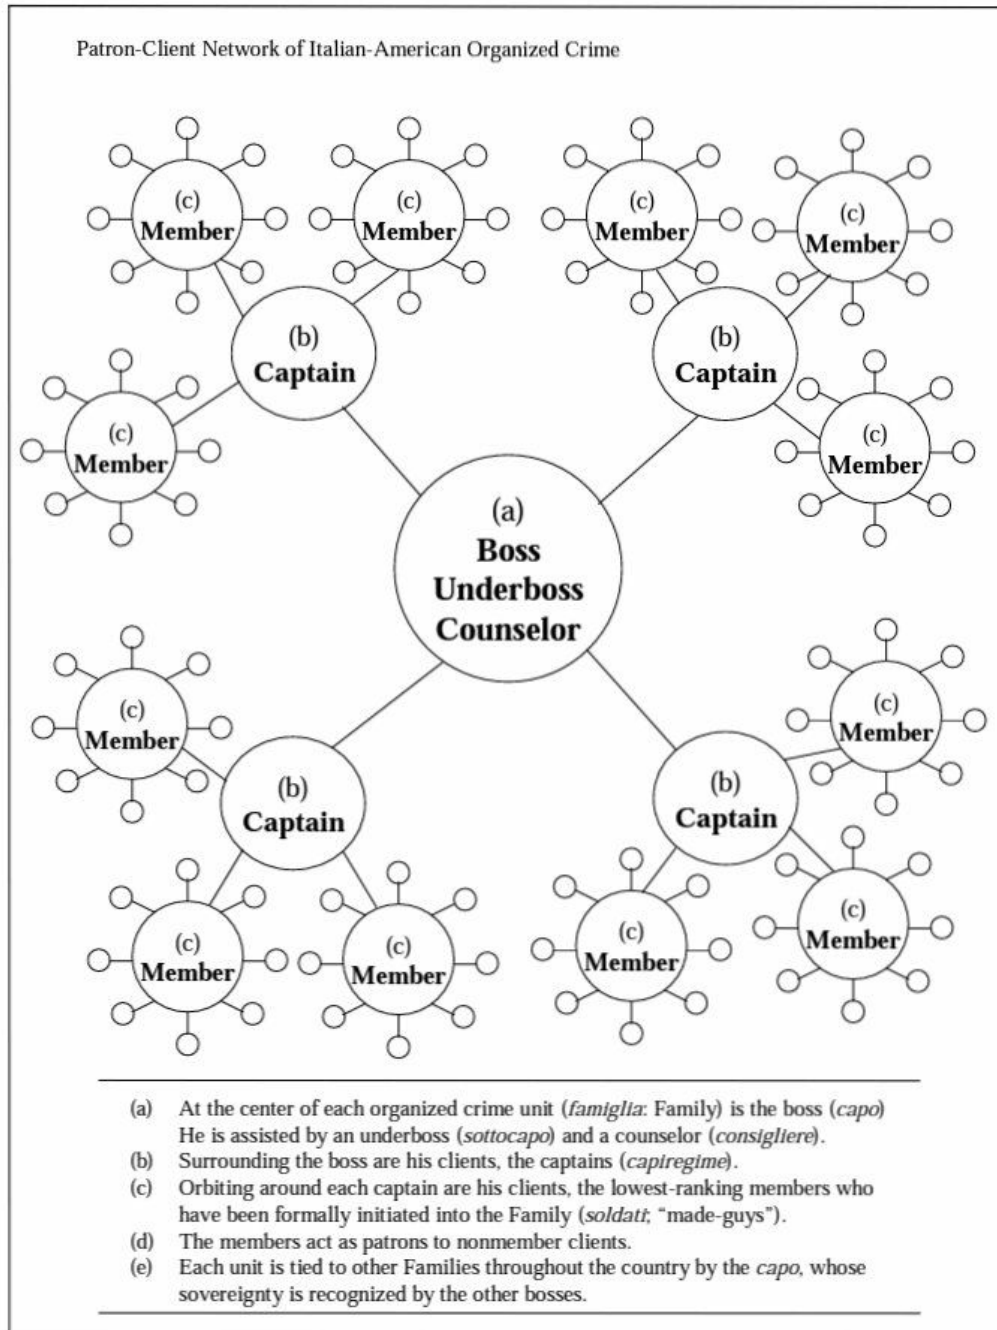 Patron-Client Network of Italian-American Organized Crime
(c)
Member
(c)
Member
(c)
Member
(c)
Member
(b)
Captain
(b)
Captain
(c)
Member
(c)
Member
(a)
Boss
Underboss
Counselor
(c)
Member
(c)
Member
(b)
Captain
(b)
Captain
(c)
Member
(c)
Member
(c)
Member
(c)
Member
(a) At the center of each organized crime unit (famiglia: Family) is the boss (capo)
He is assisted by an underboss (sottocapo) and a counselor (consigliere).
(b) Surrounding the boss are his clients, the captains (capiregime).
(c) Orbiting around each captain are his clients, the lowest-ranking members who
have been formally initiated into the Family (soldati; “made-guys”).
(d) The members act as patrons to nonmember clients.
(e) Each unit is tied to other Families throughout the country by the capo, whose
sovereignty is recognized by the other bosses.